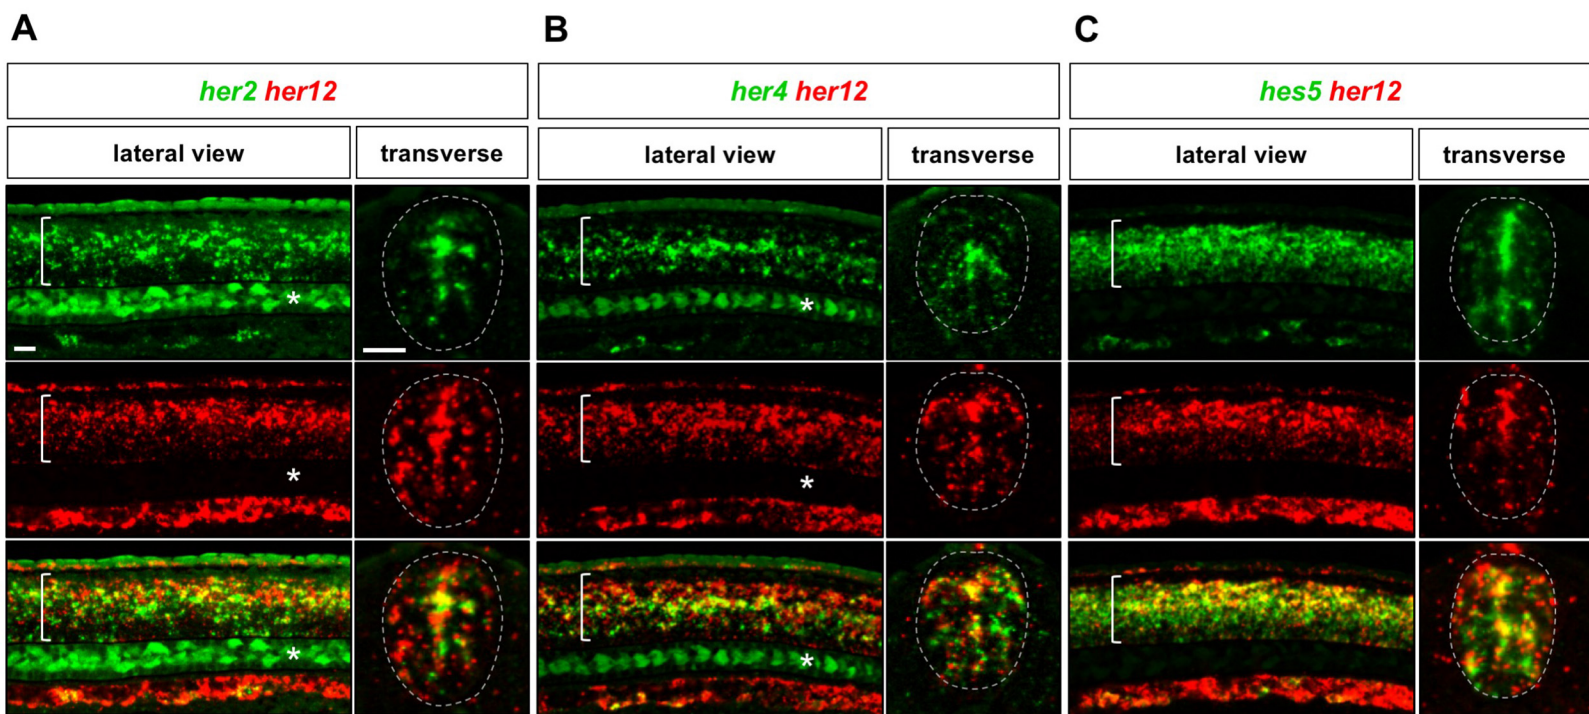 A B C
her2 her12 her4 her12 hes5 her12
lateral view transverse lateral view transverse lateral view transverse
* *
* *
* *